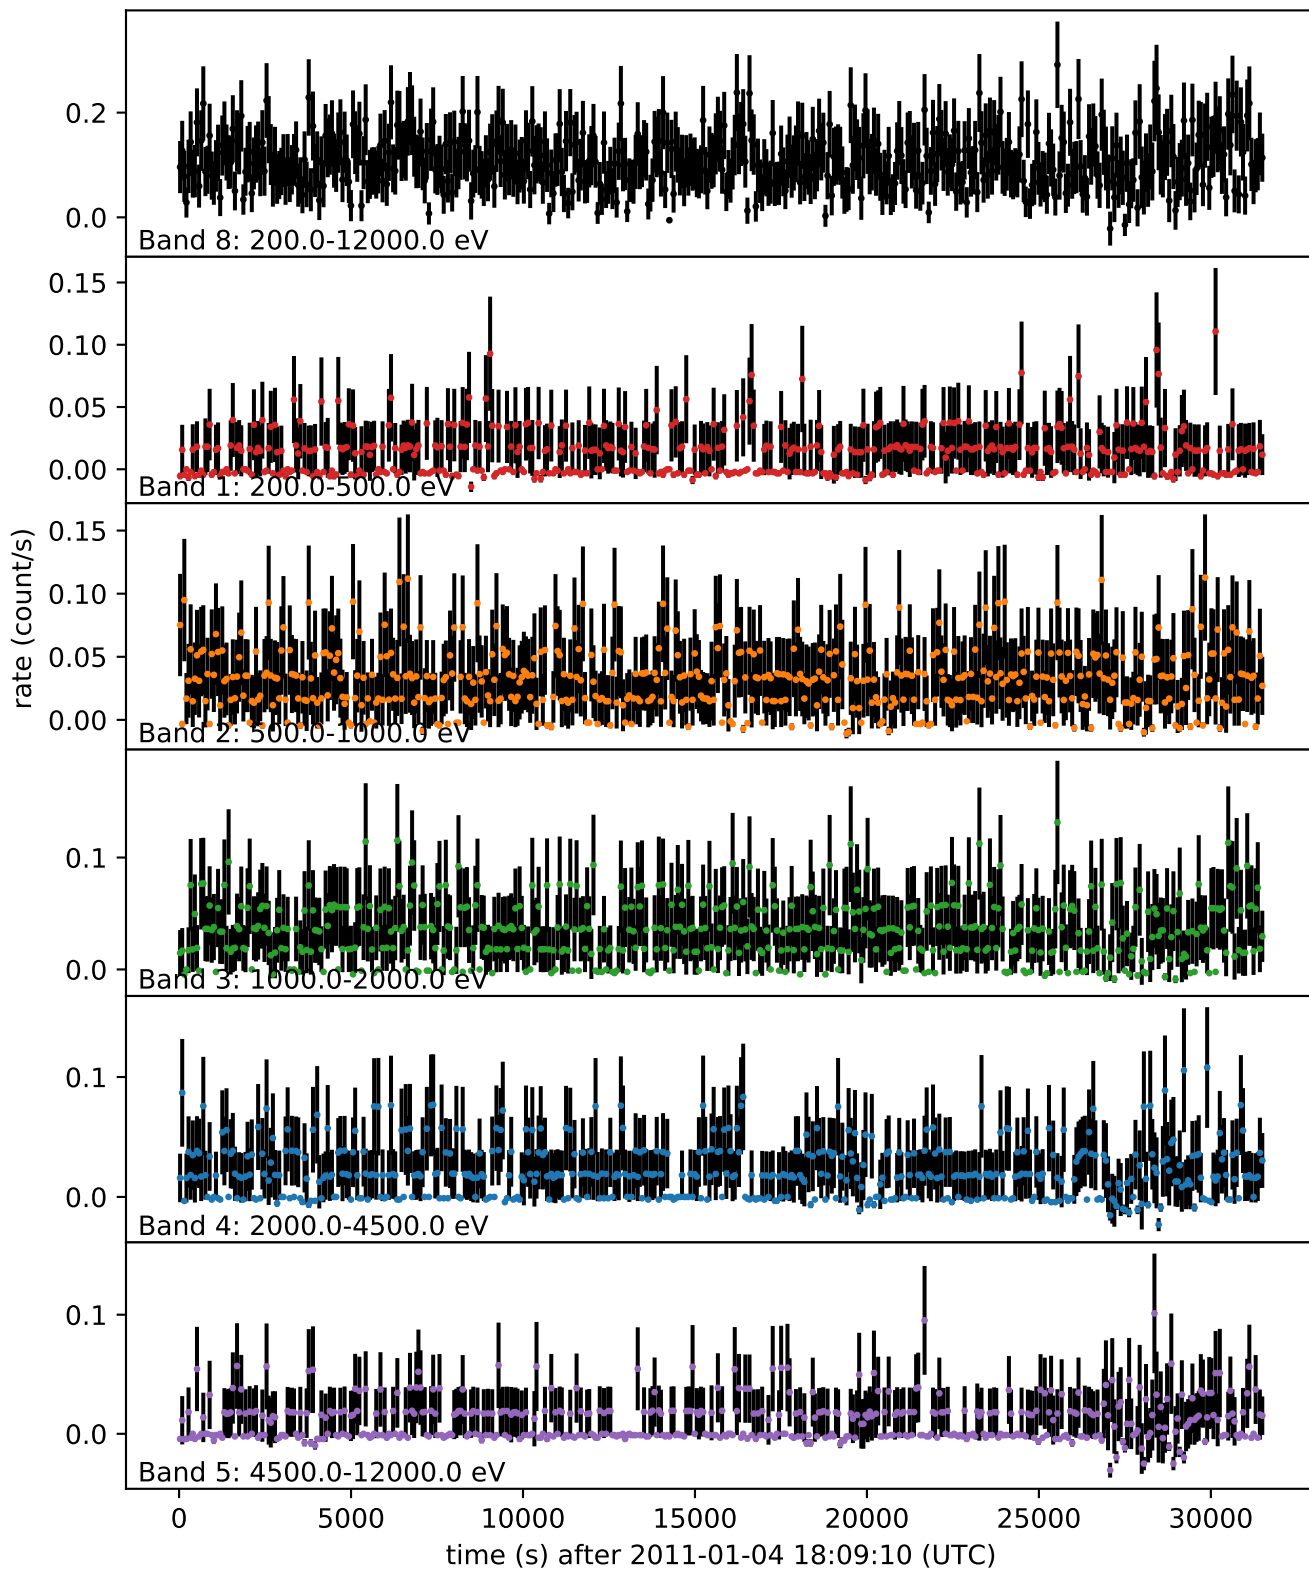 0.2
0.0
Band 8: 200.0-12000.0 eV
0.15
0.10
0.05
0.00
Band 1: 200.0-500.0 eV
rate (count/s)
0.15
0.10
0.05
0.00
Band 2: 500.0-1000.0 eV
0.1
0.0
Band 3: 1000.0-2000.0 eV
0.1
0.0
Band 4: 2000.0-4500.0 eV
0.1
0.0
Band 5: 4500.0-12000.0 eV
0 5000 10000 15000 20000 25000 30000
time (s) after 2011-01-04 18:09:10 (UTC)